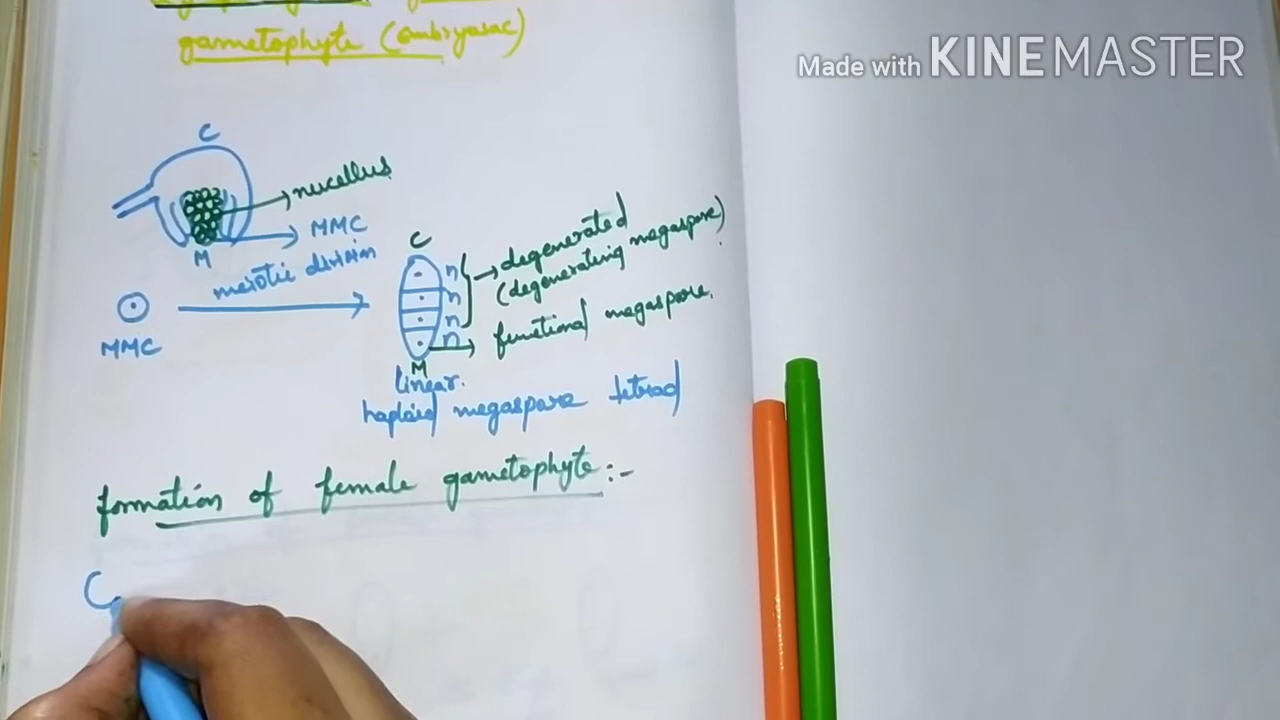 gametophyte (embryosac)
Made with KINEMASTER
C
nucellus
MMC
M
meiotic division
MMC
C
n
n
n
n
degenerated
(degenerating megaspore)
functional megaspore.
M
linear.
haploid megaspore tetrad
formation of female gametophyte:-